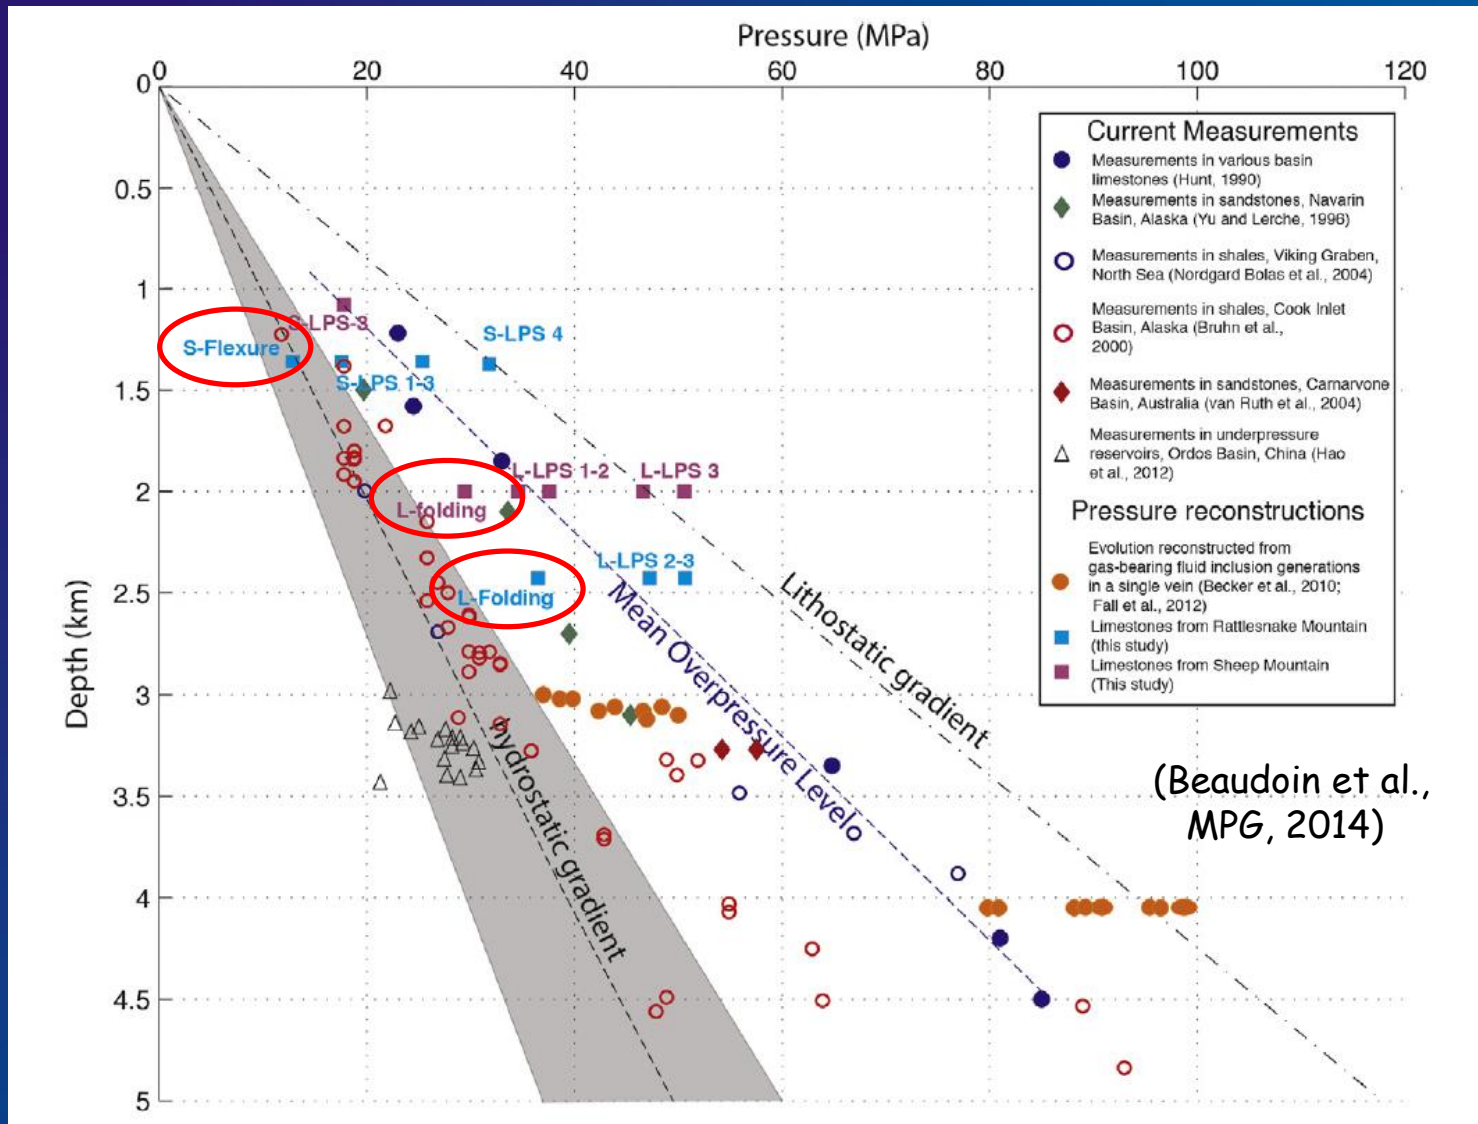 Pressure (MPa)
0 20 40 60 80 100 120
0
0.5
1
1.5
2
2.5
3
3.5
4
4.5
5
Depth (km)
S-LPS-3
S-Flexure
S-LPS 4
S-LPS 1-3
L-LPS 1-2
L-LPS 3
L-folding
L-LPS 2-3
L-Folding
Lithostatic gradient
Mean Overpressure Levelo
hydrostatic gradient
Current Measurements
Measurements in various basin
limestones (Hunt, 1990)
Measurements in sandstones, Navarin
Basin, Alaska (Yu and Lerche, 1996)
Measurements in shales, Viking Graben,
North Sea (Nordgard Bolas et al., 2004)
Measurements in shales, Cook Inlet
Basin, Alaska (Bruhn et al.,
2000)
Measurements in sandstones, Carnarvone
Basin, Australia (van Ruth et al., 2004)
Measurements in underpressure
reservoirs, Ordos Basin, China (Hao
et al., 2012)
Pressure reconstructions
Evolution reconstructed from
gas-bearing fluid inclusion generations
in a single vein (Becker et al., 2010;
Fall et al., 2012)
Limestones from Rattlesnake Mountain
(this study)
Limestones from Sheep Mountain
(This study)
(Beaudoin et al.,
MPG, 2014)